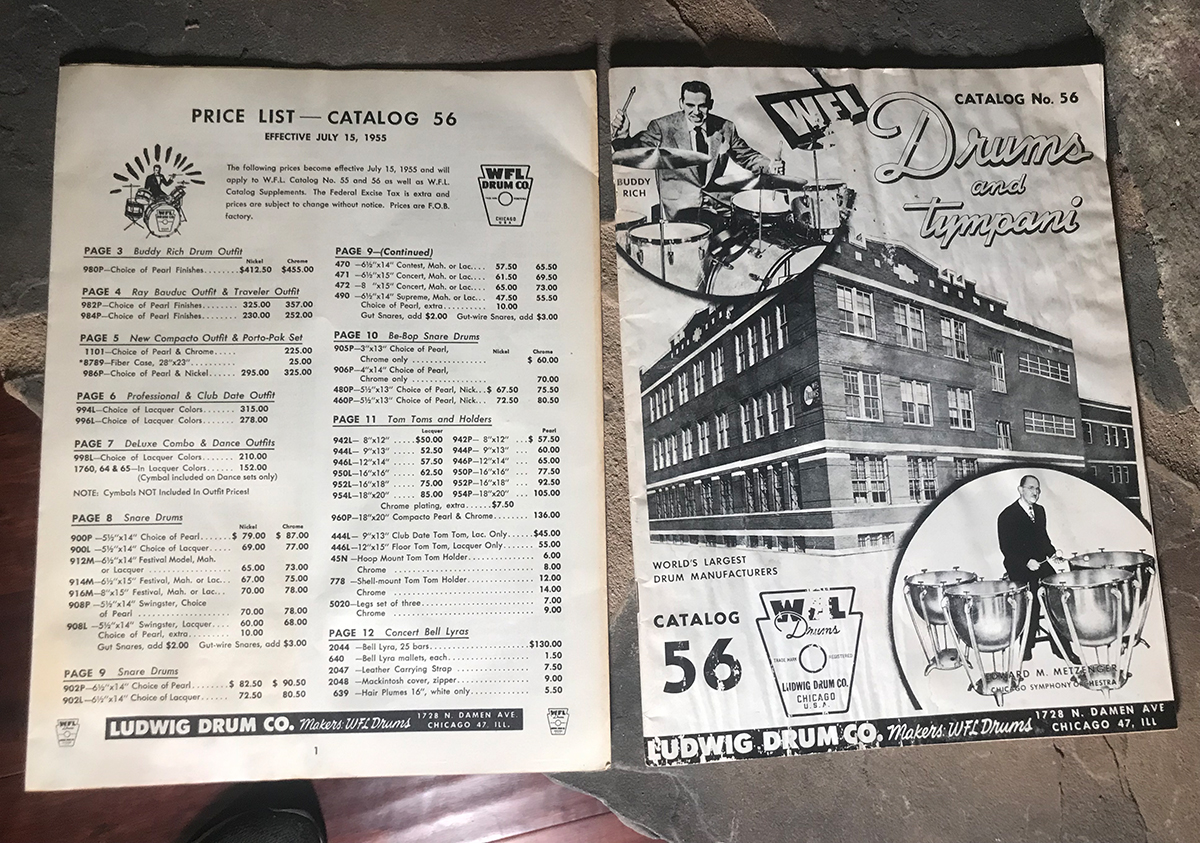 PRICE LIST — CATALOG 56
EFFECTIVE JULY 15, 1955
The following prices become effective July 15, 1955 and will
apply to W.F.L. Catalog No. 55 and 56 as well as W.F.L.
Catalog Supplements. The Federal Excise Tax is extra and
prices are subject to change without notice. Prices are F.O.B.
factory.
WFL
DRUM CO.
CHICAGO
U.S.A.
PAGE 3 Buddy Rich Drum Outfit
Nickel Chrome
980P—Choice of Pearl Finishes........$412.50 $455.00
PAGE 4 Ray Bauduc Outfit & Traveler Outfit
982P—Choice of Pearl Finishes........ 325.00 357.00
984P—Choice of Pearl Finishes........ 230.00 252.00
PAGE 5 New Compacto Outfit & Porto-Pak Set
1101—Choice of Pearl & Chrome..... 225.00
*8789—Fiber Case, 28"x23"......... 25.00
986P—Choice of Pearl & Nickel..... 295.00 325.00
PAGE 6 Professional & Club Date Outfit
994L—Choice of Lacquer Colors..... 315.00
996L—Choice of Lacquer Colors..... 278.00
PAGE 7 DeLuxe Combo & Dance Outfits
998L—Choice of Lacquer Colors..... 210.00
1760, 64 & 65—In Lacquer Colors..... 152.00
(Cymbal included on Dance sets only)
NOTE: Cymbals NOT Included In Outfit Prices!
PAGE 8 Snare Drums
Nickel Chrome
900P —5½"x14" Choice of Pearl.......$ 79.00 $ 87.00
900L —5½"x14" Choice of Lacquer..... 69.00 77.00
912M—6½"x14" Festival Model, Mah.
or Lacquer ..................... 65.00 73.00
914M—6½"x15" Festival, Mah. or Lac... 67.00 75.00
916M—8"x15" Festival, Mah. or Lac.... 70.00 78.00
908P —5½"x14" Swingster, Choice
of Pearl ....................... 70.00 78.00
908L —5½"x14" Swingster, Lacquer.... 60.00 68.00
Choice of Pearl, extra........... 10.00
Gut Snares, add $2.00 Gut-wire Snares, add $3.00
PAGE 9 Snare Drums
902P—6½"x14" Choice of Pearl........$ 82.50 $ 90.50
902L—6½"x14" Choice of Lacquer...... 72.50 80.50
PAGE 9—(Continued)
470 —6½"x14" Contest, Mah. or Lac.... 57.50 65.50
471 —6½"x15" Concert, Mah. or Lac... 61.50 69.50
472 —8 "x15" Concert, Mah. or Lac.... 65.00 73.00
490 —6½"x14" Supreme, Mah. or Lac... 47.50 55.50
Choice of Pearl, extra........... 10.00
Gut Snares, add $2.00 Gut-wire Snares, add $3.00
PAGE 10 Be-Bop Snare Drums
905P—3"x13" Choice of Pearl, Nickel Chrome
Chrome only .................... $ 60.00
906P—4"x14" Choice of Pearl,
Chrome only .................... 70.00
480P—5½"x13" Choice of Pearl, Nick...$ 67.50 75.50
460P—5½"x13" Choice of Pearl, Nick... 72.50 80.50
PAGE 11 Tom Toms and Holders
Lacquer Pearl
942L— 8"x12" .....$50.00 942P— 8"x12" ...$ 57.50
944L— 9"x13" ..... 52.50 944P— 9"x13" ... 60.00
946L—12"x14" ..... 57.50 946P—12"x14" ... 65.00
950L—16"x16" ..... 62.50 950P—16"x16" ... 77.50
952L—16"x18" ..... 75.00 952P—16"x18" ... 92.50
954L—18"x20" ..... 85.00 954P—18"x20" ... 105.00
Chrome plating, extra......$7.50
960P—18"x20" Compacto Pearl & Chrome..... 136.00
444L— 9"x13" Club Date Tom Tom, Lac. Only....$45.00
446L—12"x15" Floor Tom Tom, Lacquer Only.... 55.00
45N —Hoop Mount Tom Tom Holder........... 6.00
Chrome .......................... 8.00
778 —Shell-mount Tom Tom Holder........... 12.00
Chrome .......................... 14.00
5020—Legs set of three..................... 7.00
Chrome .......................... 9.00
PAGE 12 Concert Bell Lyras
2044 —Bell Lyra, 25 bars....................$130.00
640 —Bell Lyra mallets, each............... 1.50
2047 —Leather Carrying Strap............... 7.50
2048 —Mackintosh cover, zipper............. 9.00
639 —Hair Plumes 16", white only........... 5.50
LUDWIG DRUM CO. Makers: WFL Drums 1728 N. DAMEN AVE.
CHICAGO 47, ILL.
1
CATALOG No. 56
WFL
Drums
and
tympani
BUDDY
RICH
WORLD'S LARGEST
DRUM MANUFACTURERS
CATALOG
56
WFL
Drums
TRADE MARK REGISTERED
LUDWIG DRUM CO.
CHICAGO
U.S.A.
EDWARD M. METZENGER
CHICAGO SYMPHONY ORCHESTRA
LUDWIG DRUM CO. Makers: WFL Drums 1728 N. DAMEN AVE
CHICAGO 47, ILL